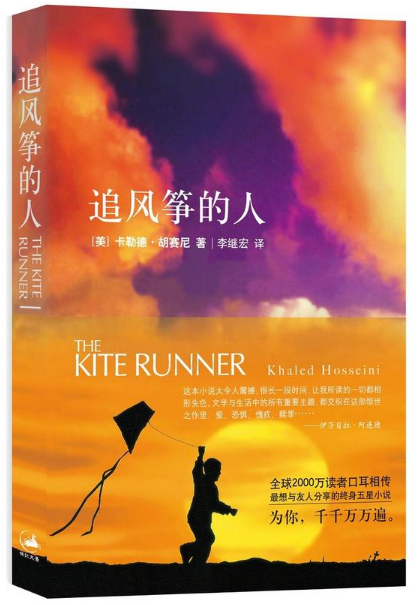 追风筝的人
THE KITE RUNNER
追风筝的人
[美] 卡勒德·胡赛尼 著 李继宏 译
THE
KITE RUNNER
Khaled Hosseini
这本小说太令人震撼,很长一段时间,让我所读的一切都相
形失色。文学与生活中的所有重要主题,都交织在这部惊世
之作里:爱、恐惧、愧疚、赎罪……
——伊莎贝拉·阿连德
全球2000万读者口耳相传
最想与友人分享的终身五星小说
为你,千千万万遍。
世纪文景